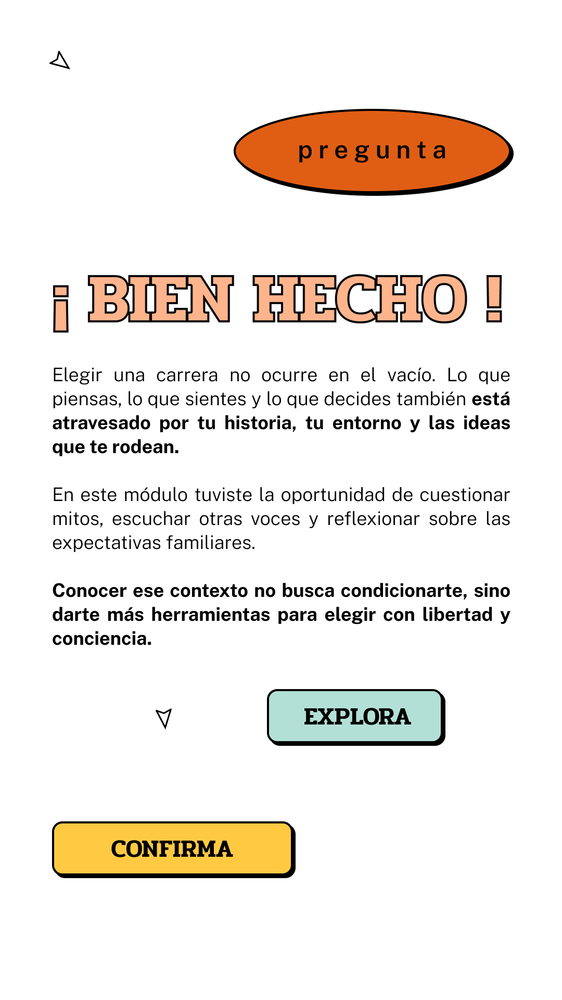 pregunta
¡ BIEN HECHO !
Elegir una carrera no ocurre en el vacío. Lo que
piensas, lo que sientes y lo que decides también está
atravesado por tu historia, tu entorno y las ideas
que te rodean.
En este módulo tuviste la oportunidad de cuestionar
mitos, escuchar otras voces y reflexionar sobre las
expectativas familiares.
Conocer ese contexto no busca condicionarte, sino
darte más herramientas para elegir con libertad y
conciencia.
EXPLORA
CONFIRMA